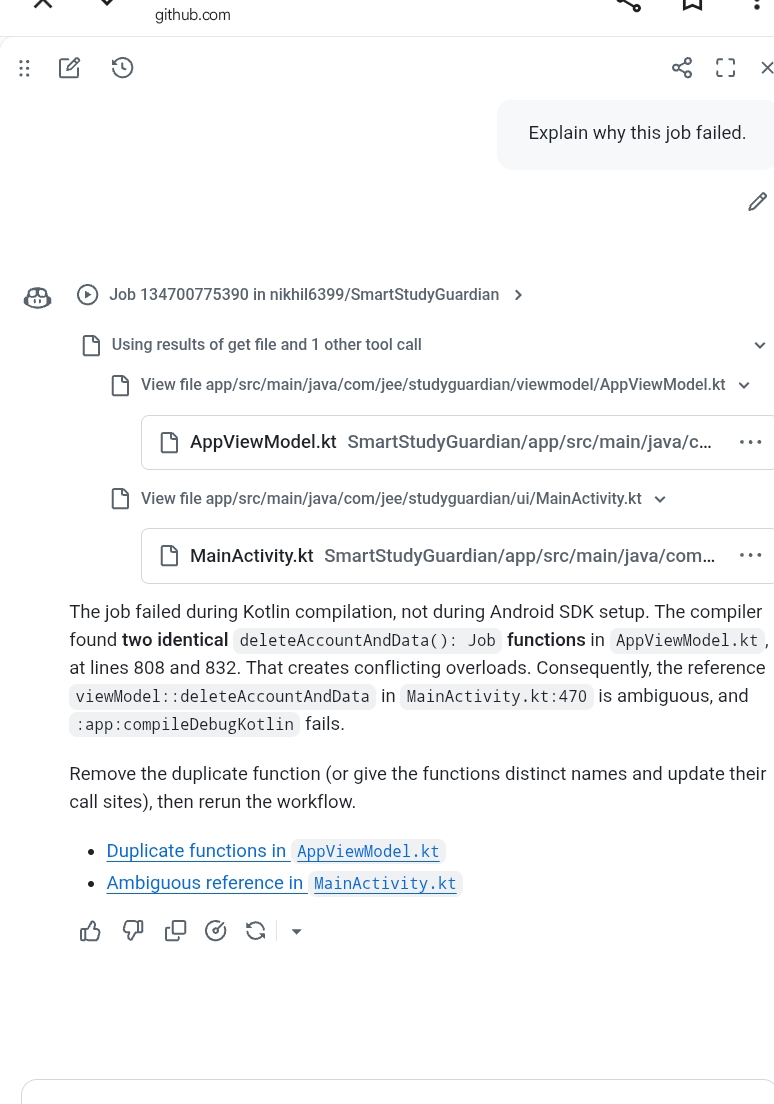 github.com
Explain why this job failed.
Job 134700775390 in nikhil6399/SmartStudyGuardian
Using results of get file and 1 other tool call
View file app/src/main/java/com/jee/studyguardian/viewmodel/AppViewModel.kt
AppViewModel.kt SmartStudyGuardian/app/src/main/java/c...
View file app/src/main/java/com/jee/studyguardian/ui/MainActivity.kt
MainActivity.kt SmartStudyGuardian/app/src/main/java/com...
The job failed during Kotlin compilation, not during Android SDK setup. The compiler
found two identical deleteAccountAndData(): Job functions in AppViewModel.kt,
at lines 808 and 832. That creates conflicting overloads. Consequently, the reference
viewModel::deleteAccountAndData in MainActivity.kt:470 is ambiguous, and
:app:compileDebugKotlin fails.
Remove the duplicate function (or give the functions distinct names and update their
call sites), then rerun the workflow.
• Duplicate functions in AppViewModel.kt
• Ambiguous reference in MainActivity.kt